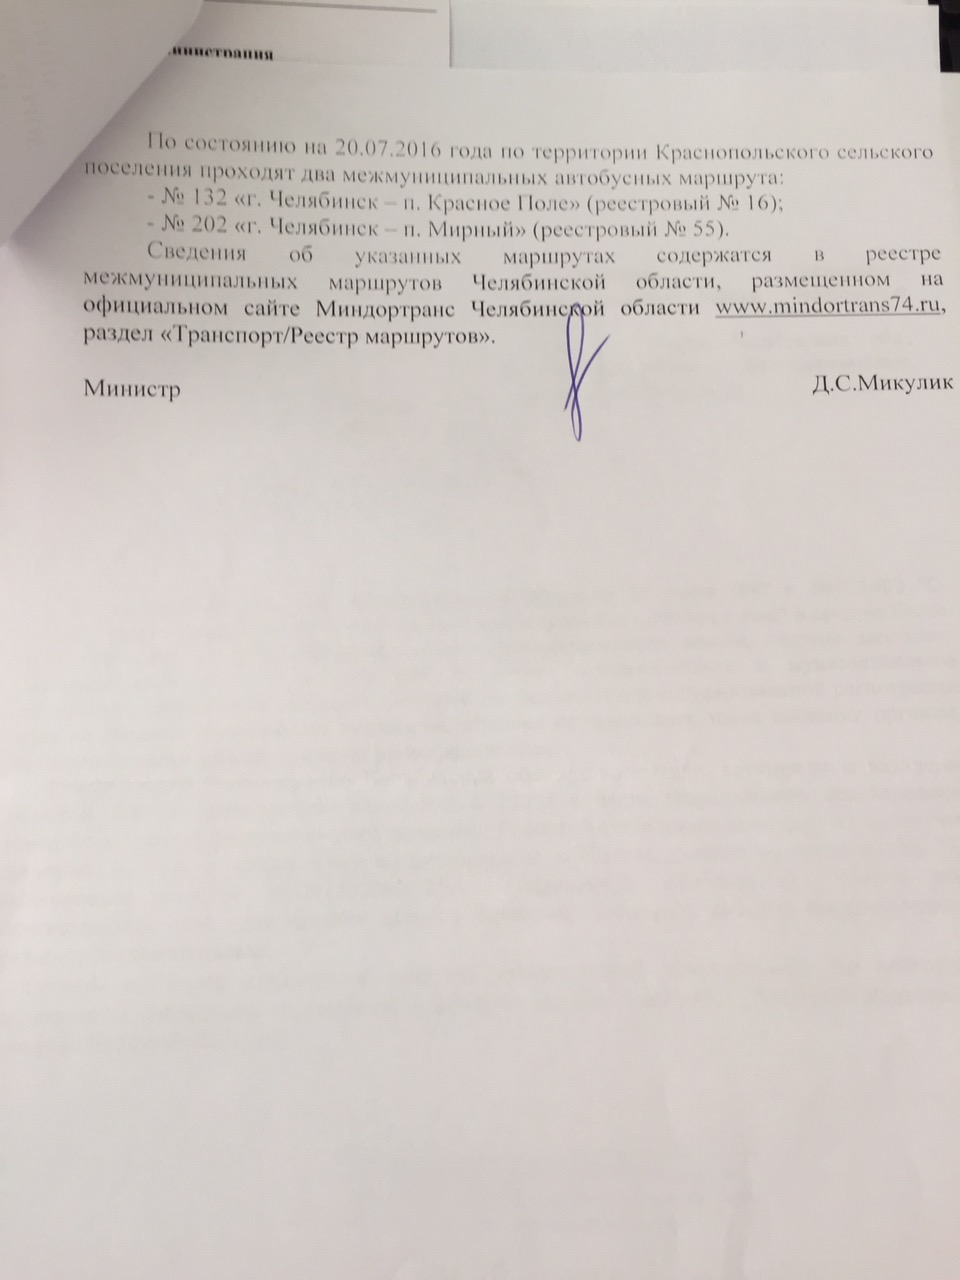 По состоянию на 20.07.2016 года по территории Краснопольского сельского
поселения проходят два межмуниципальных автобусных маршрута:
- № 132 «г. Челябинск – п. Красное Поле» (реестровый № 16);
- № 202 «г. Челябинск – п. Мирный» (реестровый № 55).
Сведения об указанных маршрутах содержатся в реестре
межмуниципальных маршрутов Челябинской области, размещенном на
официальном сайте Миндортранс Челябинской области www.mindortrans74.ru,
раздел «Транспорт/Реестр маршрутов».
Министр Д.С.Микулик